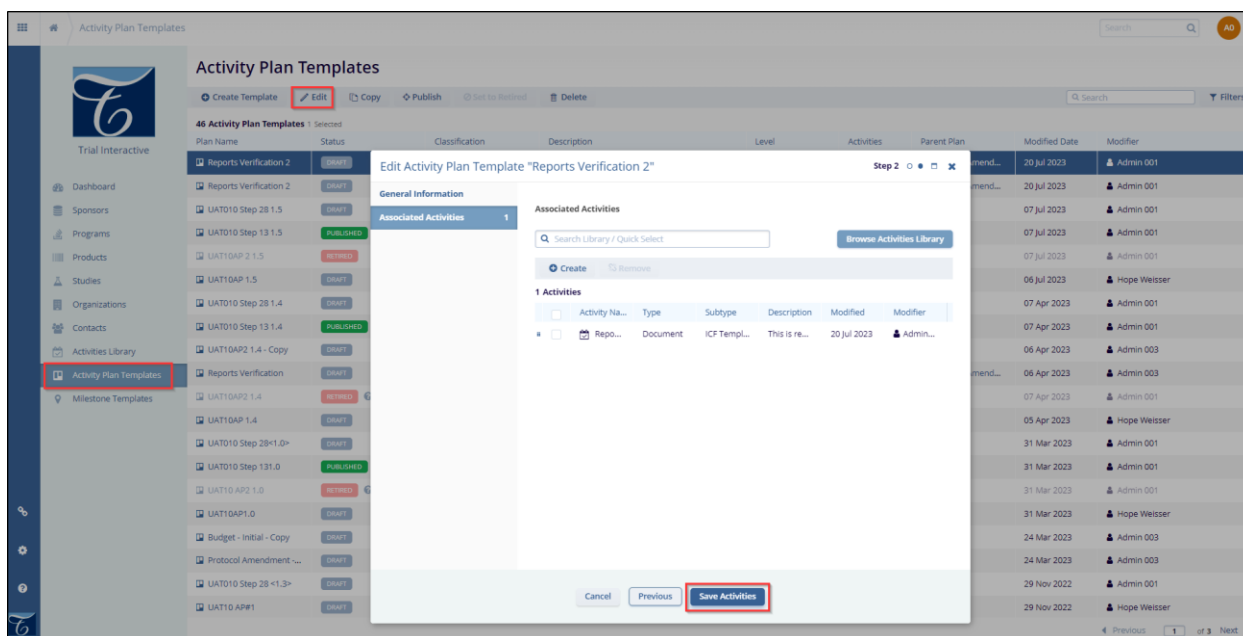 Activity Plan Templates
Search
AD
Trial Interactive
Dashboard
Sponsors
Programs
Products
Studies
Organizations
Contacts
Activities Library
Activity Plan Templates
Milestone Templates
Activity Plan Templates
Create Template Edit Copy Publish Set to Retired Delete Search Filters
46 Activity Plan Templates 1 Selected
Plan Name Status Classification Description Level Activities Parent Plan Modified Date Modifier
Reports Verification 2 DRAFT mend... 20 Jul 2023 Admin 001
Reports Verification 2 DRAFT mend... 20 Jul 2023 Admin 001
UAT010 Step 28 1.5 DRAFT 07 Jul 2023 Admin 001
UAT010 Step 13 1.5 PUBLISHED 07 Jul 2023 Admin 001
UAT10AP 2 1.5 RETIRED 07 Jul 2023 Admin 001
UAT10AP 1.5 DRAFT 06 Jul 2023 Hope Weisser
UAT010 Step 28 1.4 DRAFT 07 Apr 2023 Admin 001
UAT010 Step 13 1.4 PUBLISHED 07 Apr 2023 Admin 001
UAT10AP2 1.4 - Copy DRAFT 06 Apr 2023 Admin 003
Reports Verification DRAFT mend... 06 Apr 2023 Admin 003
UAT10AP2 1.4 RETIRED 07 Apr 2023 Admin 001
UAT10AP 1.4 DRAFT 05 Apr 2023 Hope Weisser
UAT010 Step 28<1.0> DRAFT 31 Mar 2023 Admin 001
UAT010 Step 131.0 PUBLISHED 31 Mar 2023 Admin 001
UAT10 AP2 1.0 RETIRED 31 Mar 2023 Admin 001
UAT10AP1.0 DRAFT 31 Mar 2023 Hope Weisser
Budget - Initial - Copy DRAFT 24 Mar 2023 Admin 003
Protocol Amendment -... DRAFT 24 Mar 2023 Admin 003
UAT010 Step 28 <1.3> DRAFT 29 Nov 2022 Admin 001
UAT10 AP#1 DRAFT 29 Nov 2022 Hope Weisser
Previous 1 of 3 Next
Edit Activity Plan Template "Reports Verification 2" Step 2
General Information
Associated Activities 1
Associated Activities
Search Library / Quick Select Browse Activities Library
Create Remove
1 Activities
Activity Na... Type Subtype Description Modified Modifier
Repo... Document ICF Templ... This is re... 20 Jul 2023 Admin...
Cancel Previous Save Activities